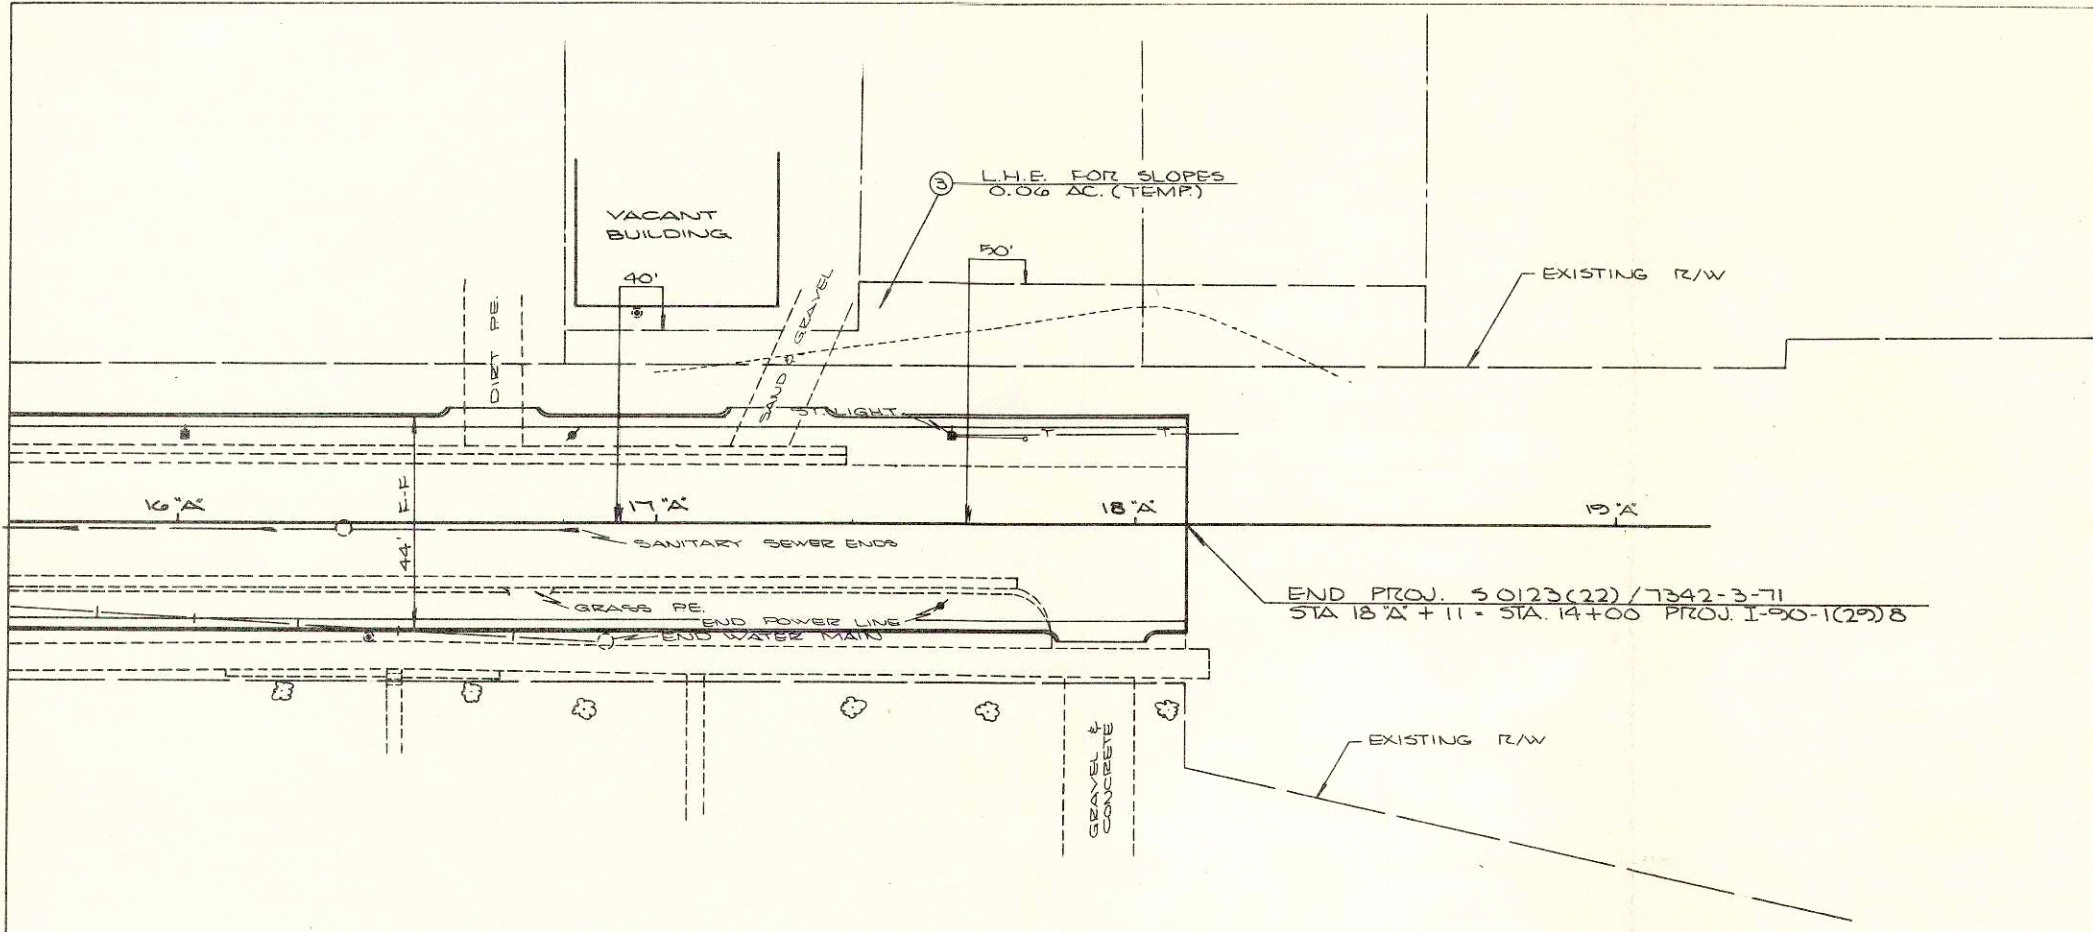 3
L.H.E. FOR SLOPES
0.06 AC. (TEMP.)
VACANT
BUILDING
40'
50'
EXISTING R/W
DIRT P.E.
SAND & GRAVEL
ST. LIGHT
T T
16 "A"
17 "A"
18 "A"
19 "A"
44' F-F
SANITARY SEWER ENDS
GRASS P.E.
END POWER LINE
END WATER MAIN
END PROJ. S 0123(22) / 7342-3-71
STA. 18 "A" + 11 = STA. 14+00 PROJ. I-90-1(29)8
GRAVEL &
CONCRETE
EXISTING R/W